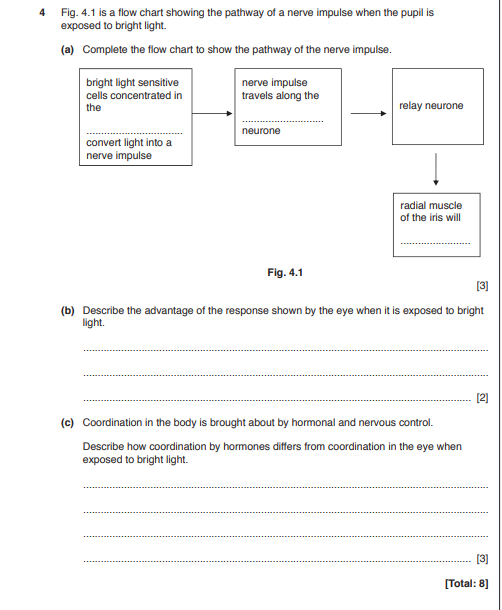 4 Fig. 4.1 is a flow chart showing the pathway of a nerve impulse when the pupil is
exposed to bright light.
(a) Complete the flow chart to show the pathway of the nerve impulse.
bright light sensitive
cells concentrated in
the
................................
convert light into a
nerve impulse
nerve impulse
travels along the
...........................
neurone
relay neurone
radial muscle
of the iris will
.......................
Fig. 4.1
[3]
(b) Describe the advantage of the response shown by the eye when it is exposed to bright
light.
[2]
(c) Coordination in the body is brought about by hormonal and nervous control.
Describe how coordination by hormones differs from coordination in the eye when
exposed to bright light.
[3]
[Total: 8]